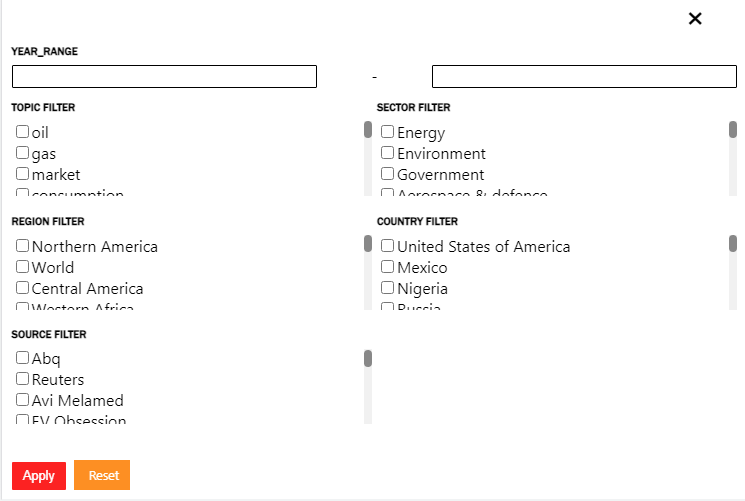 YEAR_RANGE
-
TOPIC FILTER
oil
gas
market
consumption
SECTOR FILTER
Energy
Environment
Government
Aerospace & defence
REGION FILTER
Northern America
World
Central America
Western Africa
COUNTRY FILTER
United States of America
Mexico
Nigeria
Russia
SOURCE FILTER
Abq
Reuters
Avi Melamed
EV Obsession
Apply
Reset